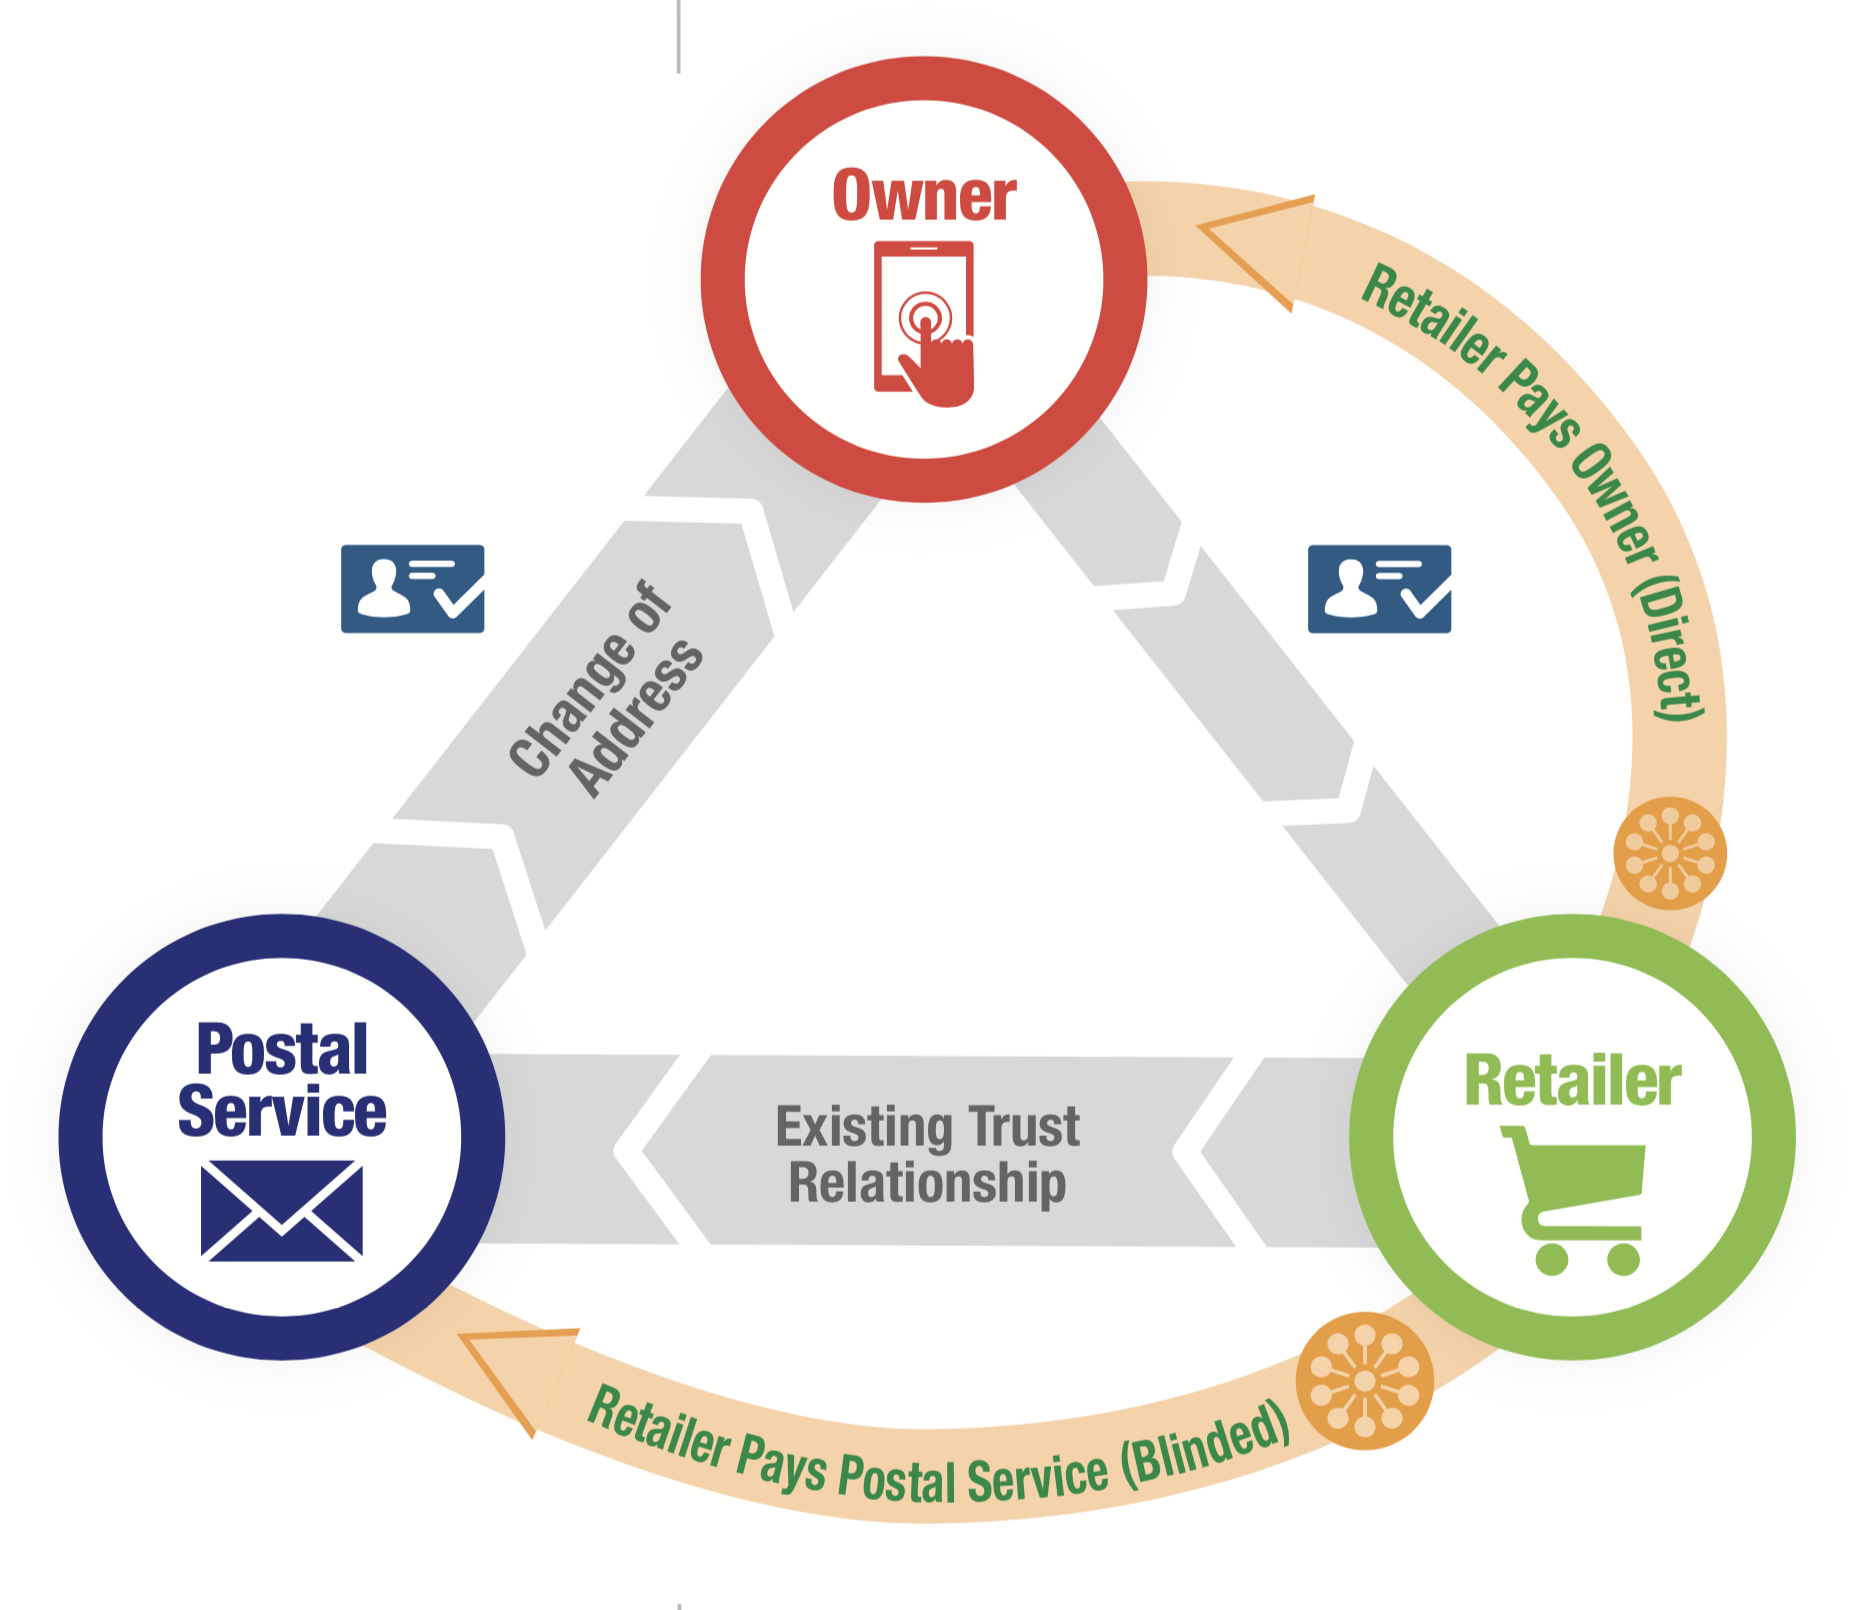 Owner
Retailer Pays Owner (Direct)
Change of
Address
Postal
Service
Existing Trust
Relationship
Retailer
Retailer Pays Postal Service (Blinded)